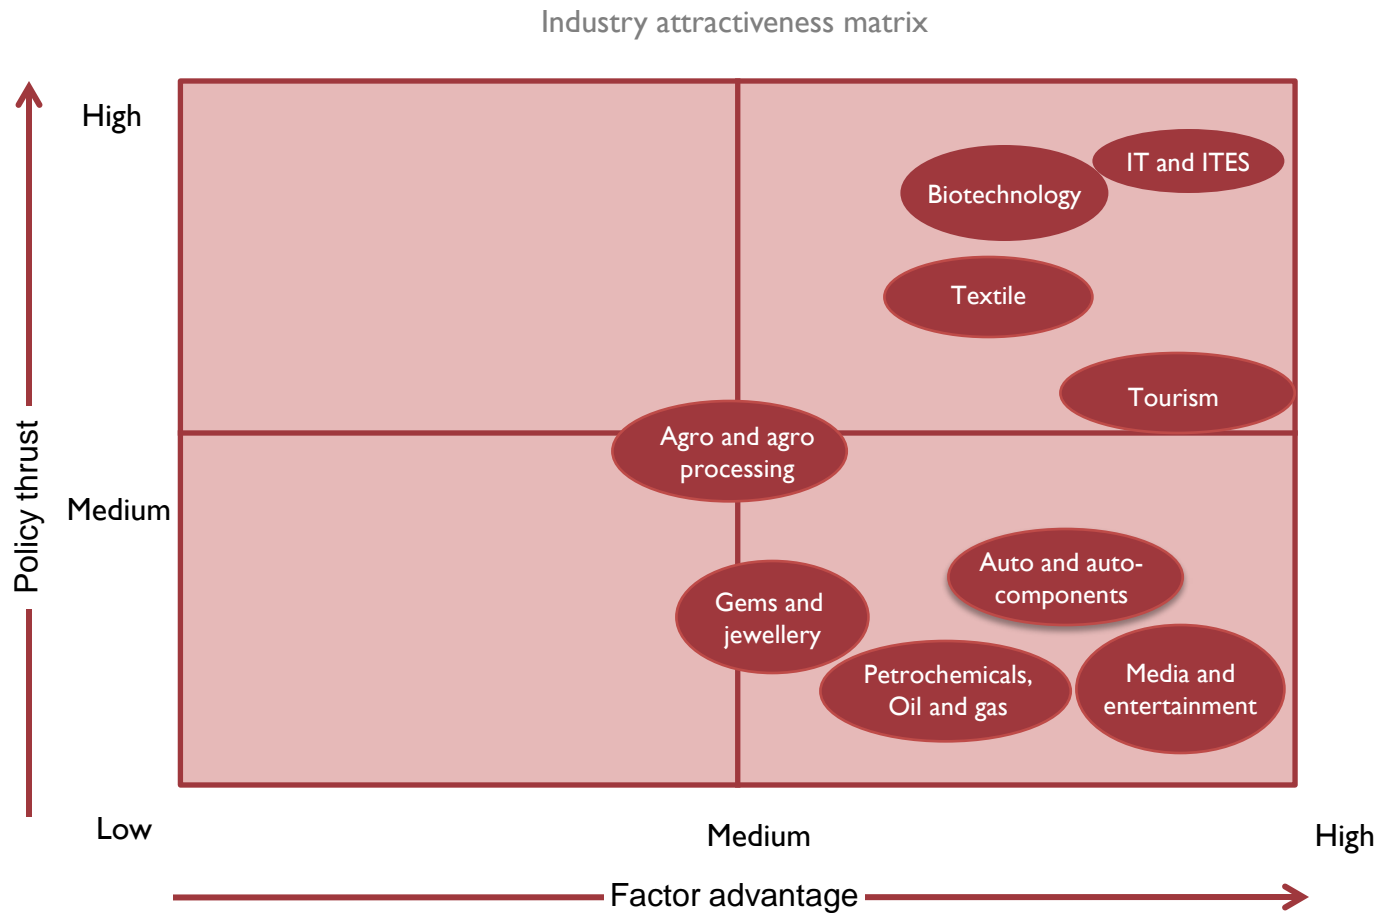 Industry attractiveness matrix
High
IT and ITES
Biotechnology
Textile
Tourism
Policy thrust
Agro and agro
processing
Medium
Auto and auto-
components
Gems and
jewellery
Petrochemicals,
Oil and gas
Media and
entertainment
Low
Medium
High
Factor advantage